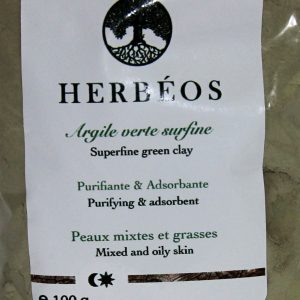 HERBÉOS
Argile verte surfine
Superfine green clay
Purifiante & Adsorbante
Purifying & adsorbent
Peaux mixtes et grasses
Mixed and oily skin
e 100 g